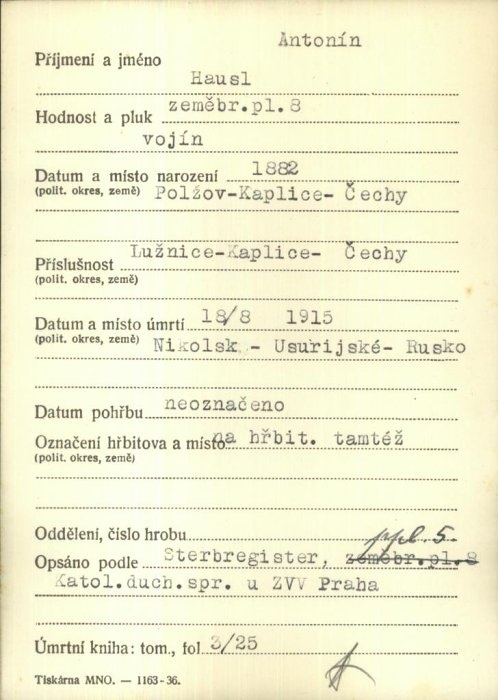 Antonín
Příjmení a jméno
Hausl
Hodnost a pluk zeměbr.pl.8
vojín
Datum a místo narození 1882
(polit. okres, země) Polžov-Kaplice- Čechy
Lužnice-Kaplice- Čechy
Příslušnost
(polit. okres, země)
Datum a místo úmrtí 18/8 1915
(polit. okres, země) Nikolsk - Usurijské- Rusko
Datum pohřbu neoznačeno
Označení hřbitova a místo na hřbit. tamtéž
(polit. okres, země)
Oddělení, číslo hrobu
ppl. 5.
Opsáno podle Sterbregister, zeměbr.pl.8
Katol.duch.spr. u ZVV Praha
Úmrtní kniha: tom., fol 3/25
Tiskárna MNO. — 1163-36.